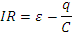 IR = ε - q/C